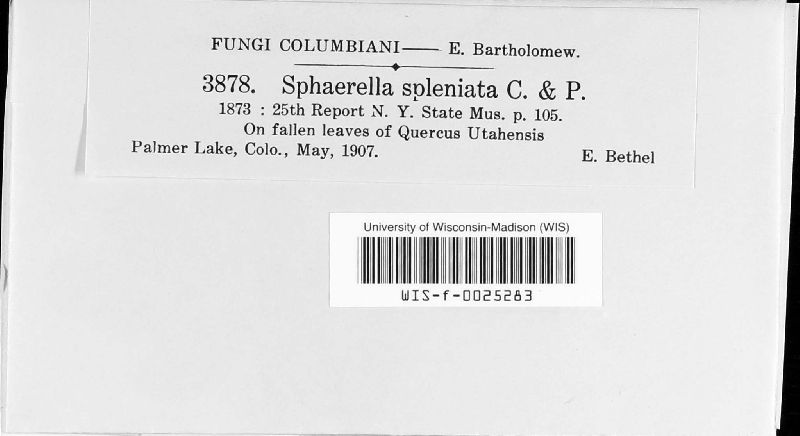 FUNGI COLUMBIANI—— E. Bartholomew.
3878. Sphaerella spleniata C. & P.
1873 : 25th Report N. Y. State Mus. p. 105.
On fallen leaves of Quercus Utahensis
Palmer Lake, Colo., May, 1907. E. Bethel
University of Wisconsin-Madison (WIS)
WIS-f-0025283